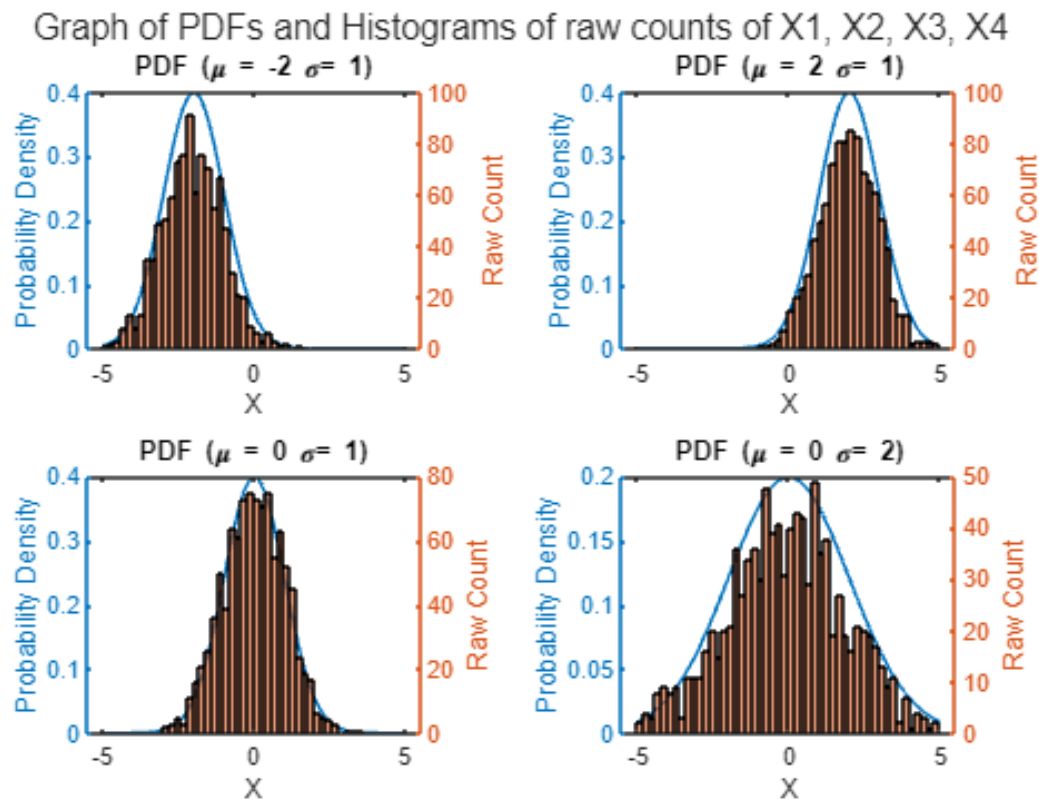 Graph of PDFs and Histograms of raw counts of X1, X2, X3, X4
PDF (μ = -2 σ= 1)
Probability Density
0.4
0.3
0.2
0.1
0
100
80
60
40
20
0
Raw Count
-5 0 5
X
PDF (μ = 2 σ= 1)
Probability Density
0.4
0.3
0.2
0.1
0
100
80
60
40
20
0
Raw Count
-5 0 5
X
PDF (μ = 0 σ= 1)
Probability Density
0.4
0.3
0.2
0.1
0
80
60
40
20
0
Raw Count
-5 0 5
X
PDF (μ = 0 σ= 2)
Probability Density
0.2
0.15
0.1
0.05
0
50
40
30
20
10
0
Raw Count
-5 0 5
X